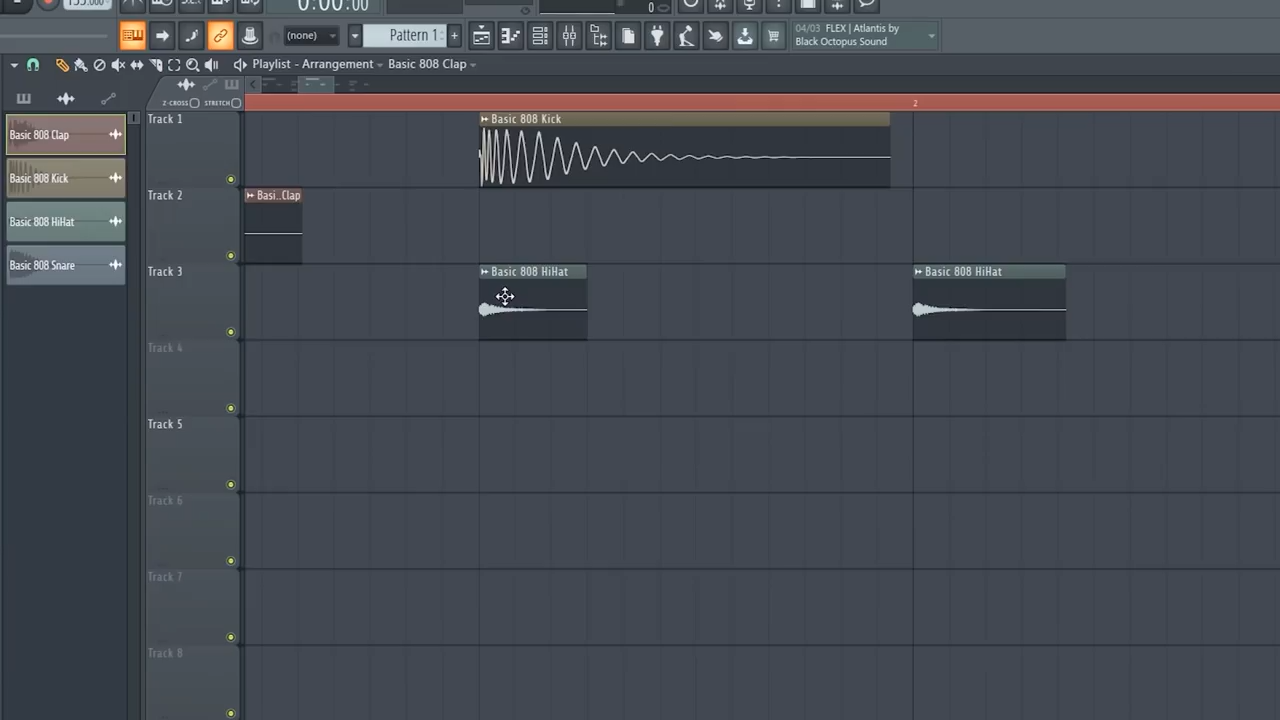 0:00:00
0
(none)
Pattern 1
+
04/03 FLEX | Atlantis by
Black Octopus Sound
Playlist - Arrangement
Basic 808 Clap
Z-CROSS
STRETCH
2
Basic 808 Clap
Basic 808 Kick
Basic 808 HiHat
Basic 808 Snare
Track 1
Basic 808 Kick
Track 2
Basi..Clap
Track 3
Basic 808 HiHat
Basic 808 HiHat
Track 4
Track 5
Track 6
Track 7
Track 8